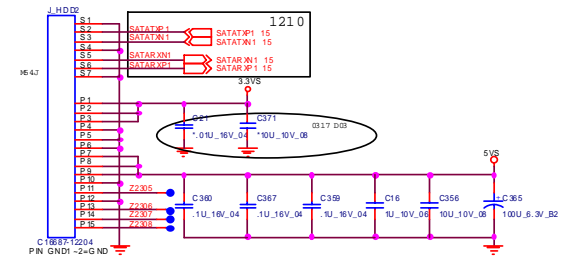 J_HDD2
1210
S1
S2 SATATXP1 SATATXP1 15
S3 SATATXN1 SATATXN1 15
S4
S5 SATARXN1 SATARXN1 15
S6 SATARXP1 SATARXP1 15
S7
3.3VS
P1
P2
P3
P4
P5
P6
P7
P8
P9
P10
P11 Z2305
P12
P13 Z2306
P14 Z2307
P15 Z2308
C21
*.01U_16V_04
C371
*10U_10V_08
0317 D03
5VS
C360
.1U_16V_04
C367
.1U_16V_04
C359
.1U_16V_04
C16
1U_10V_06
C356
10U_10V_08
C365
100U_6.3V_B2
C16687-12204
PIN GND1~2=GND